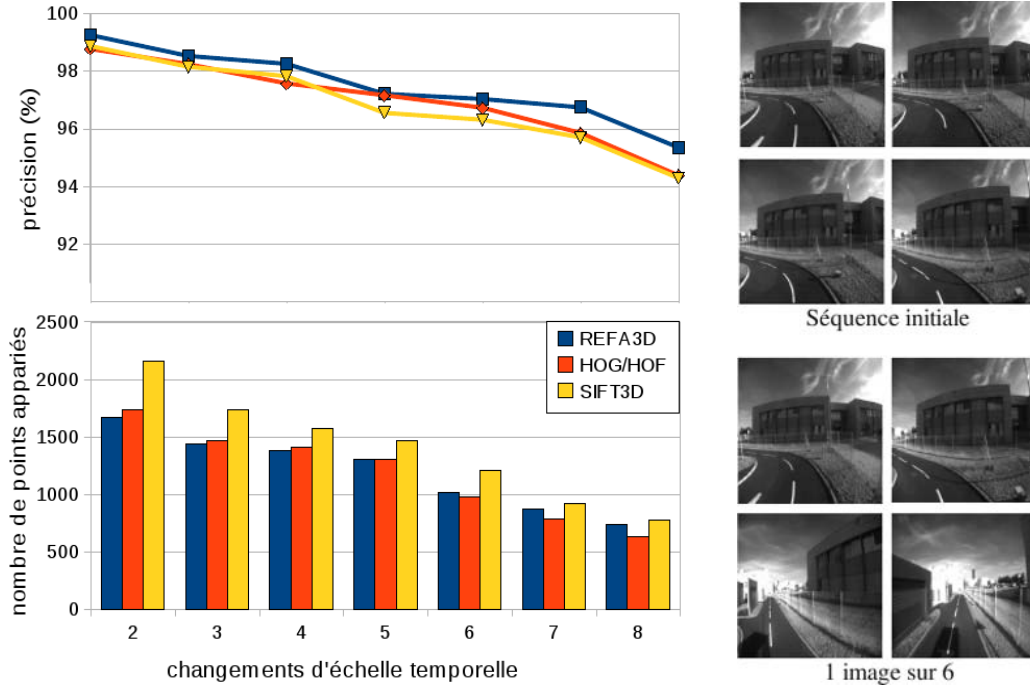 100
98
96
94
92
précision (%)
2500
2000
1500
1000
500
0
nombre de points appariés
REFA3D
HOG/HOF
SIFT3D
2 3 4 5 6 7 8
changements d'échelle temporelle
Séquence initiale
1 image sur 6